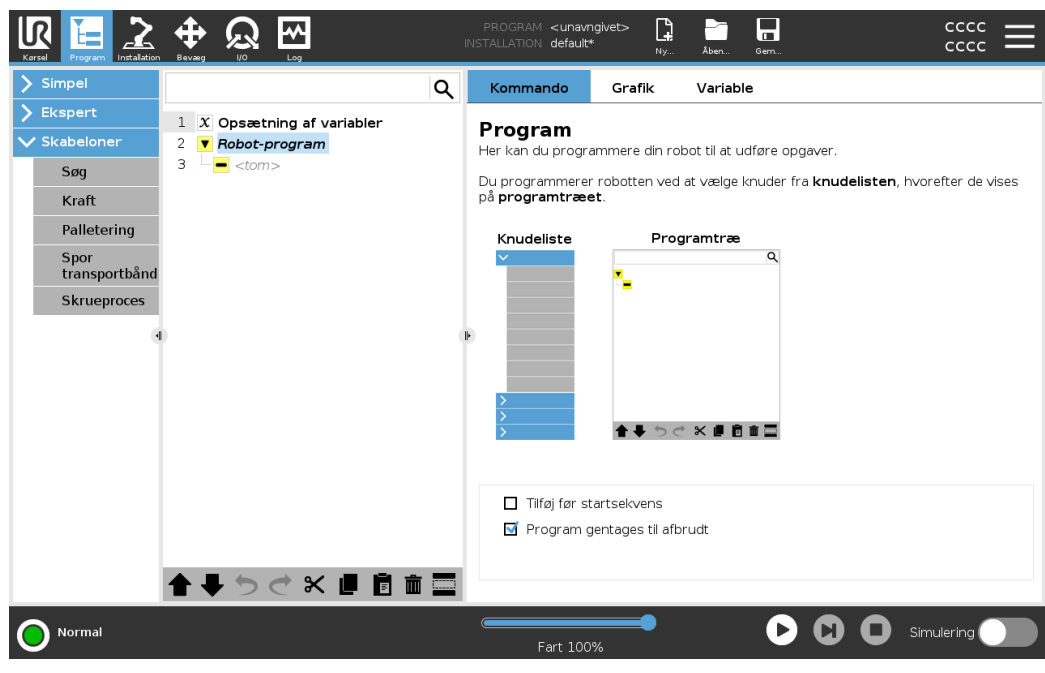 PROGRAM <unavngivet>
INSTALLATION default*
CCCC
CCCC
Kørsel Program Installation Bevæg I/O Log Ny... Åben... Gem...
Simpel
Ekspert
Skabeloner
Søg
Kraft
Palletering
Spor
transportbånd
Skrueproces
1 X Opsætning af variabler
2 Robot-program
3 <tom>
Kommando Grafik Variable
Program
Her kan du programmere din robot til at udføre opgaver.
Du programmerer robotten ved at vælge knuder fra knudelisten, hvorefter de vises
på programtræet.
Knudeliste Programtræ
Tilføj før startsekvens
Program gentages til afbrudt
Normal
Fart 100%
Simulering